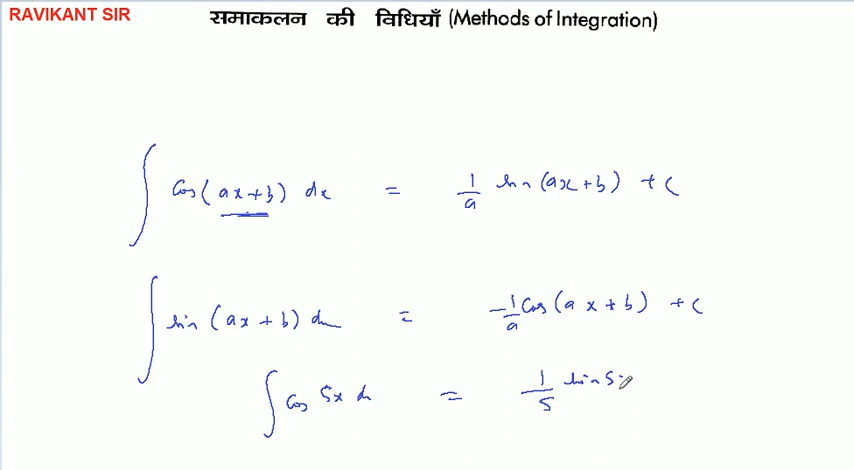 RAVIKANT SIR
समाकलन की विधियाँ (Methods of Integration)
∫ cos(ax+b) dx = 1/a sin(ax+b) + c
∫ sin(ax+b) dx = -1/a cos(ax+b) + c
∫ cos 5x dx = 1/5 sin 5